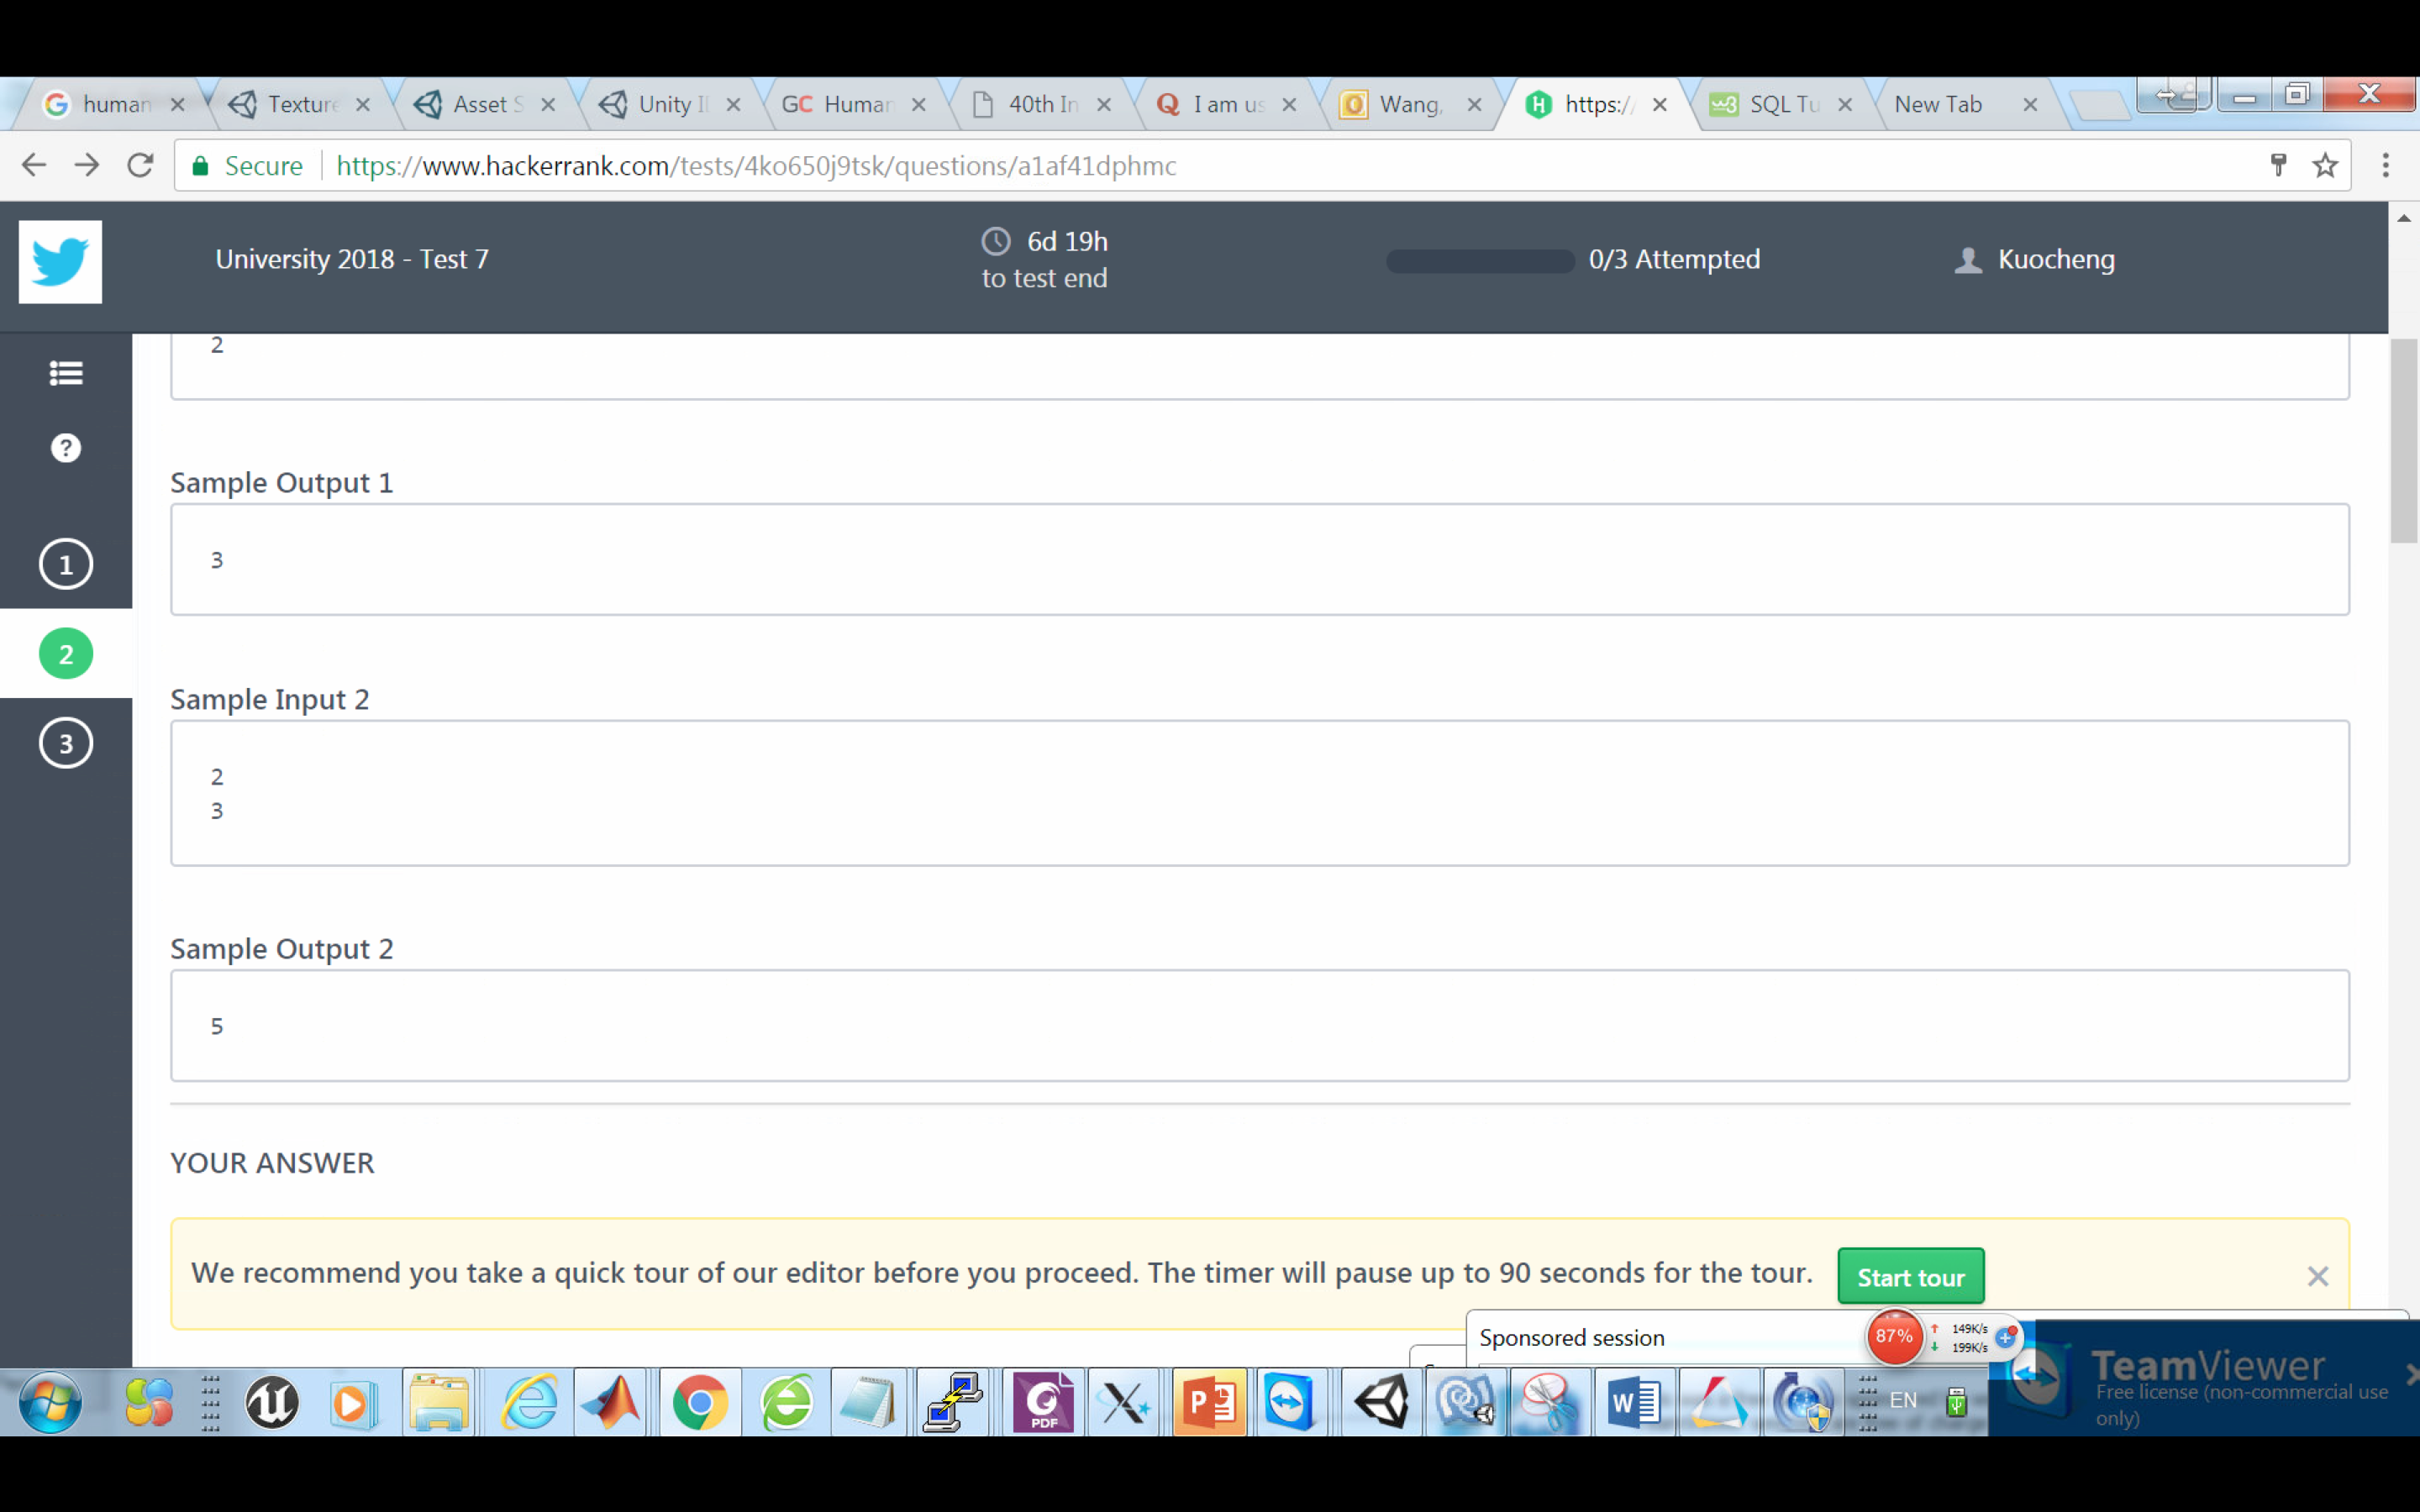 human
Texture
Asset S
Unity I
GC Human
40th In
I am us
Wang,
https:/
SQL Tu
New Tab
Secure https://www.hackerrank.com/tests/4ko650j9tsk/questions/a1af41dphmc
University 2018 - Test 7
6d 19h
to test end
0/3 Attempted
Kuocheng
2
?
Sample Output 1
3
1
2
Sample Input 2
3
2
3
Sample Output 2
5
YOUR ANSWER
We recommend you take a quick tour of our editor before you proceed. The timer will pause up to 90 seconds for the tour.
Start tour
Sponsored session
87%
149K/s
199K/s
TeamViewer
Free license (non-commercial use
only)
PDF
EN